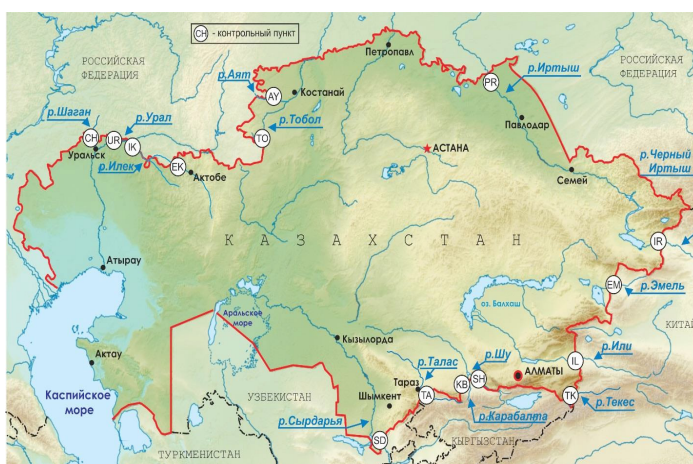 CH - контрольный пункт
РОССИЙСКАЯ
ФЕДЕРАЦИЯ
Петропавл
РОССИЙСКАЯ
ФЕДЕРАЦИЯ
р.Аят
AY
Костанай
PR
р.Иртыш
р.Шаган
р.Урал
р.Тобол
Павлодар
CH
UR
IK
TO
Уральск
АСТАНА
р.Черный
Иртыш
р.Илек
EK
Актобе
Семей
КАЗАХСТАН
IR
Атырау
EM
р.Эмель
оз. Балхаш
Аральское
море
КИТАЙ
Кызылорда
р.Или
Актау
р.Талас
р.Шу
IL
Каспийское
море
Тараз
KB
SH
АЛМАТЫ
УЗБЕКИСТАН
Шымкент
TA
TK
р.Текес
р.Сырдарья
р.Карабалта
SD
КЫРГЫЗСТАН
ТУРКМЕНИСТАН